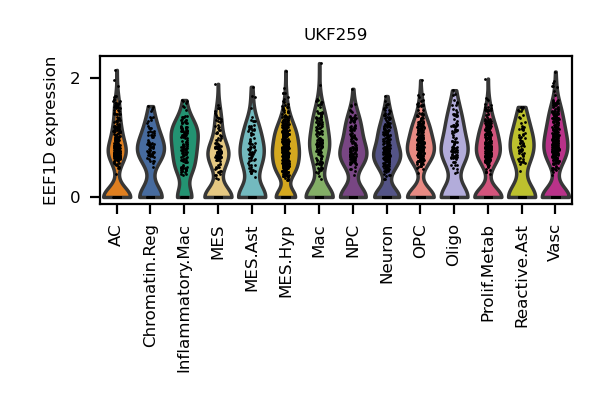 UKF259
EEF1D expression
2
0
AC
Chromatin.Reg
Inflammatory.Mac
MES
MES.Ast
MES.Hyp
Mac
NPC
Neuron
OPC
Oligo
Prolif.Metab
Reactive.Ast
Vasc